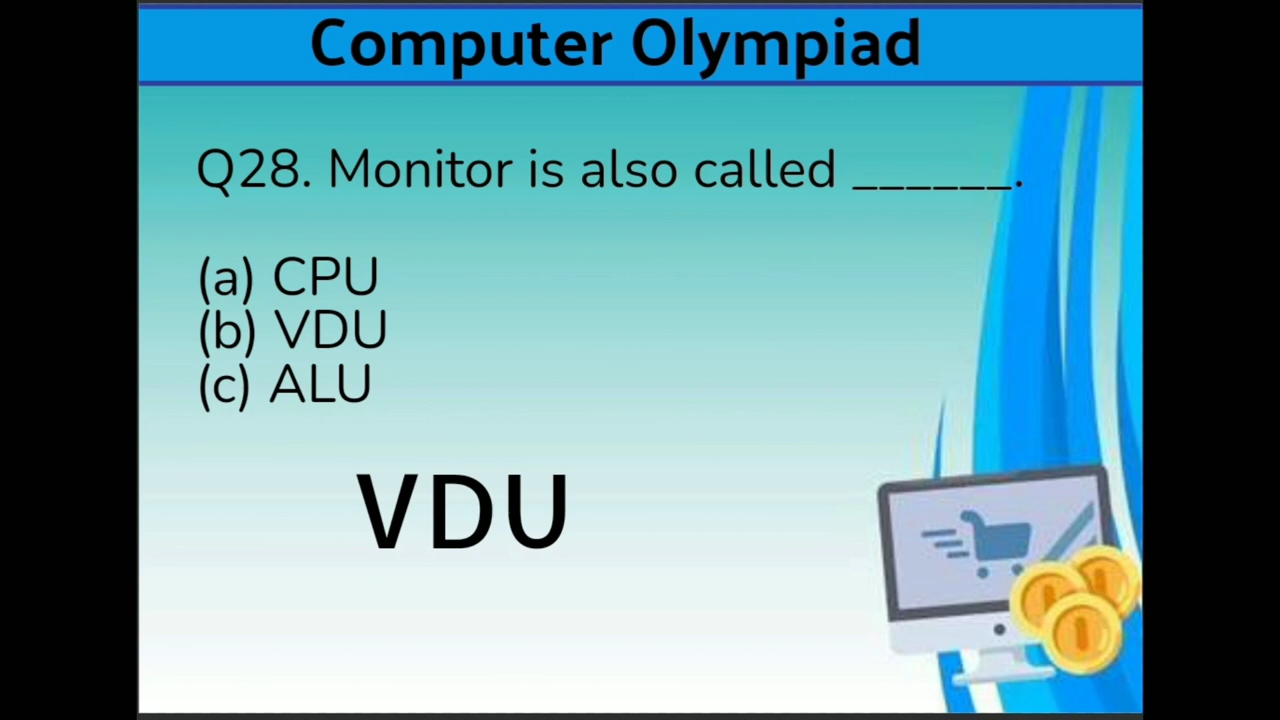 Computer Olympiad
Q28. Monitor is also called ______.
(a) CPU
(b) VDU
(c) ALU
VDU